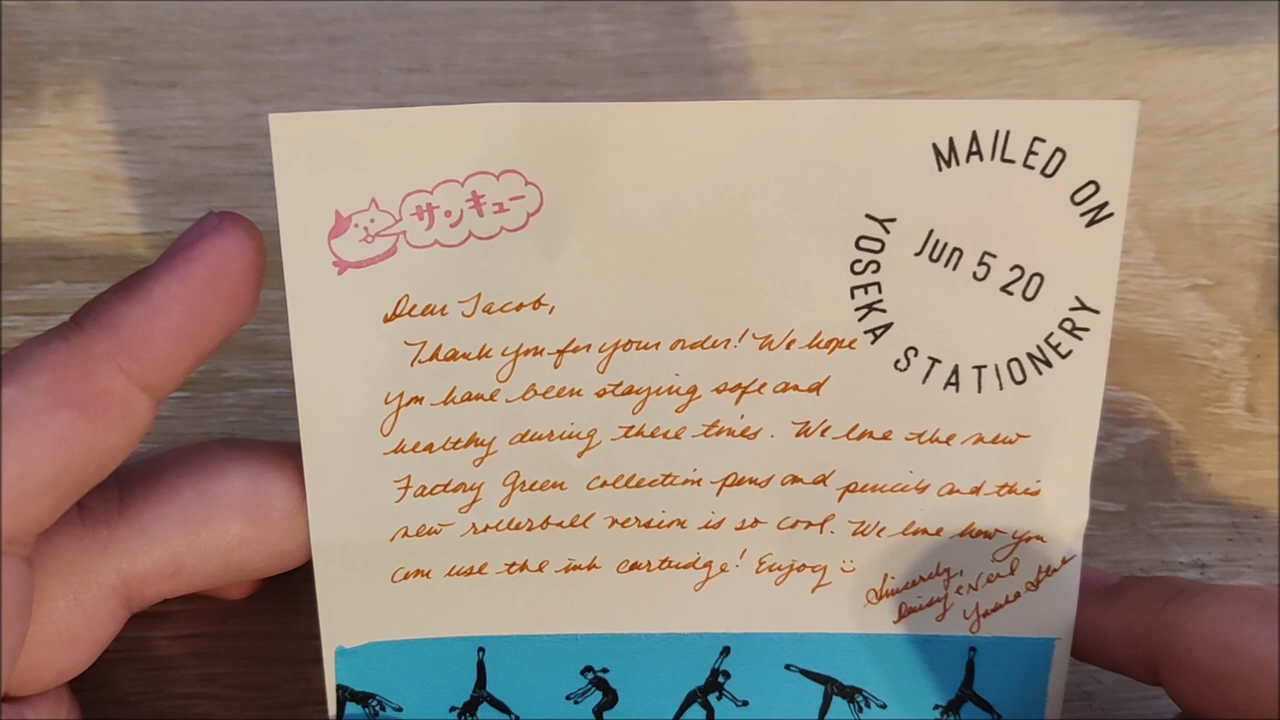 サンキュー
MAILED ON
Jun 5 20
YOSEKA STATIONERY
Dear Jacob,
Thank you for your order! We hope
you have been staying safe and
healthy during these times. We love the new
Factory Green collection pens and pencils and this
new rollerball version is so cool. We love how you
can use the ink cartridge! Enjoy :)
Sincerely,
Daisy & Neil
Yoseka